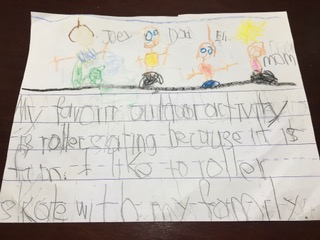 Joey Dad Eli
mom
My favorit outdoor activity
is roller skating because it is
fun. I like to roller
skate with my family.